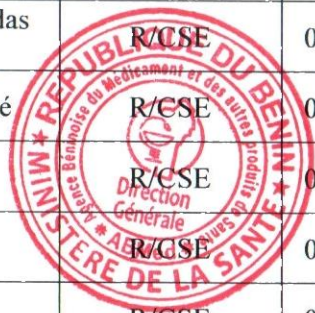 das R/CSE 0
é R/CSE 0
R/CSE 0
R/CSE 0
R/CSE
REPUBLIQUE DU BENIN
★ MINISTERE DE LA SANTE ★
Agence Béninoise du Médicament et des autres produits de Santé
Direction
Générale